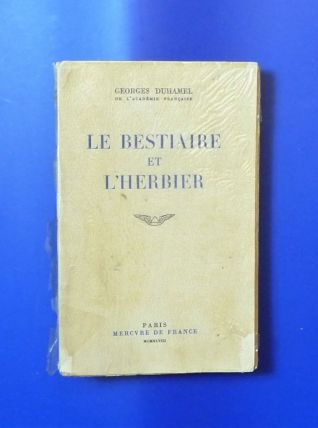 GEORGES DUHAMEL
DE L'ACADÉMIE FRANÇAISE
LE BESTIAIRE
ET
L'HERBIER
PARIS
MERCVRE DE FRANCE
MCMXLVIII